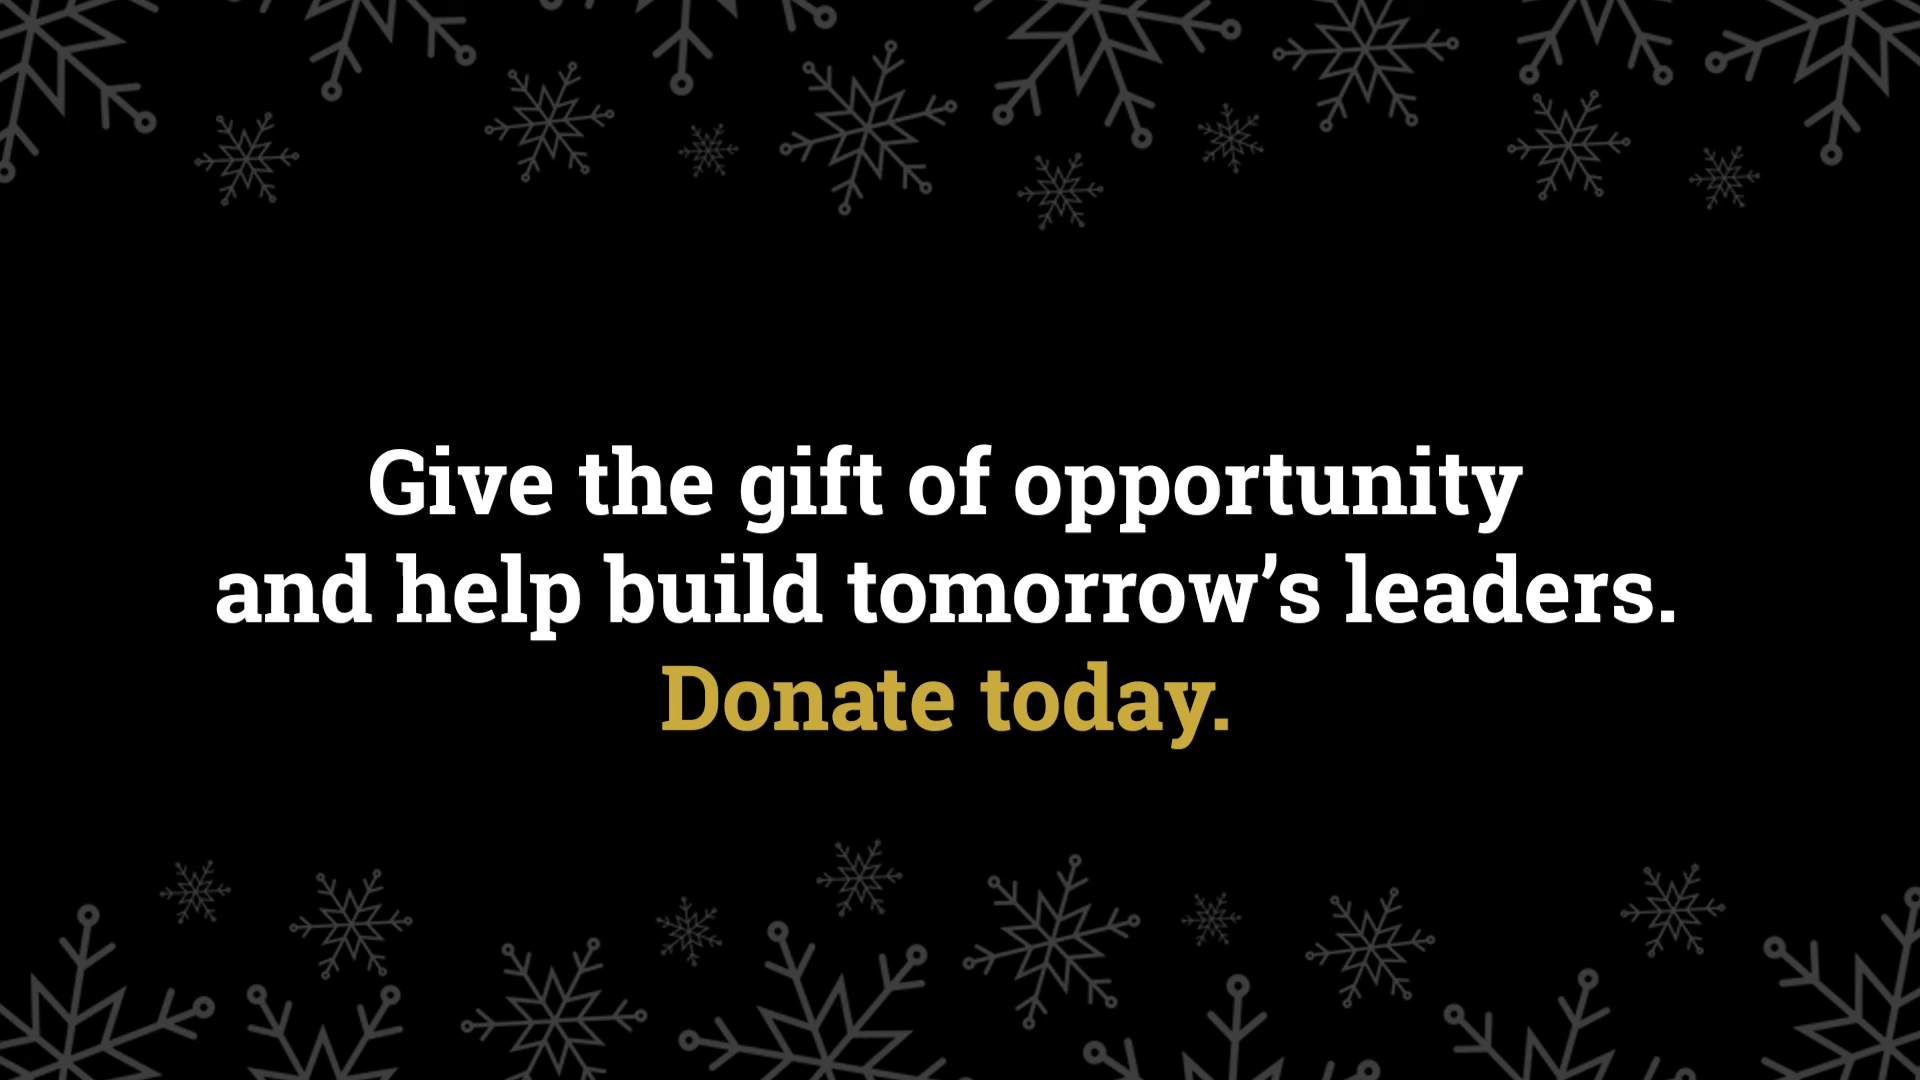 Give the gift of opportunity
and help build tomorrow’s leaders.
Donate today.